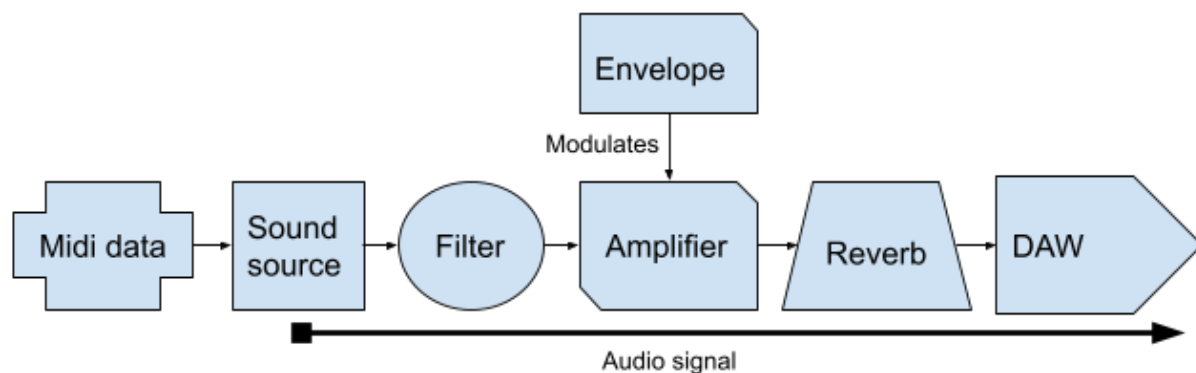 Envelope
Modulates
Midi data
Sound
source
Filter
Amplifier
Reverb
DAW
Audio signal